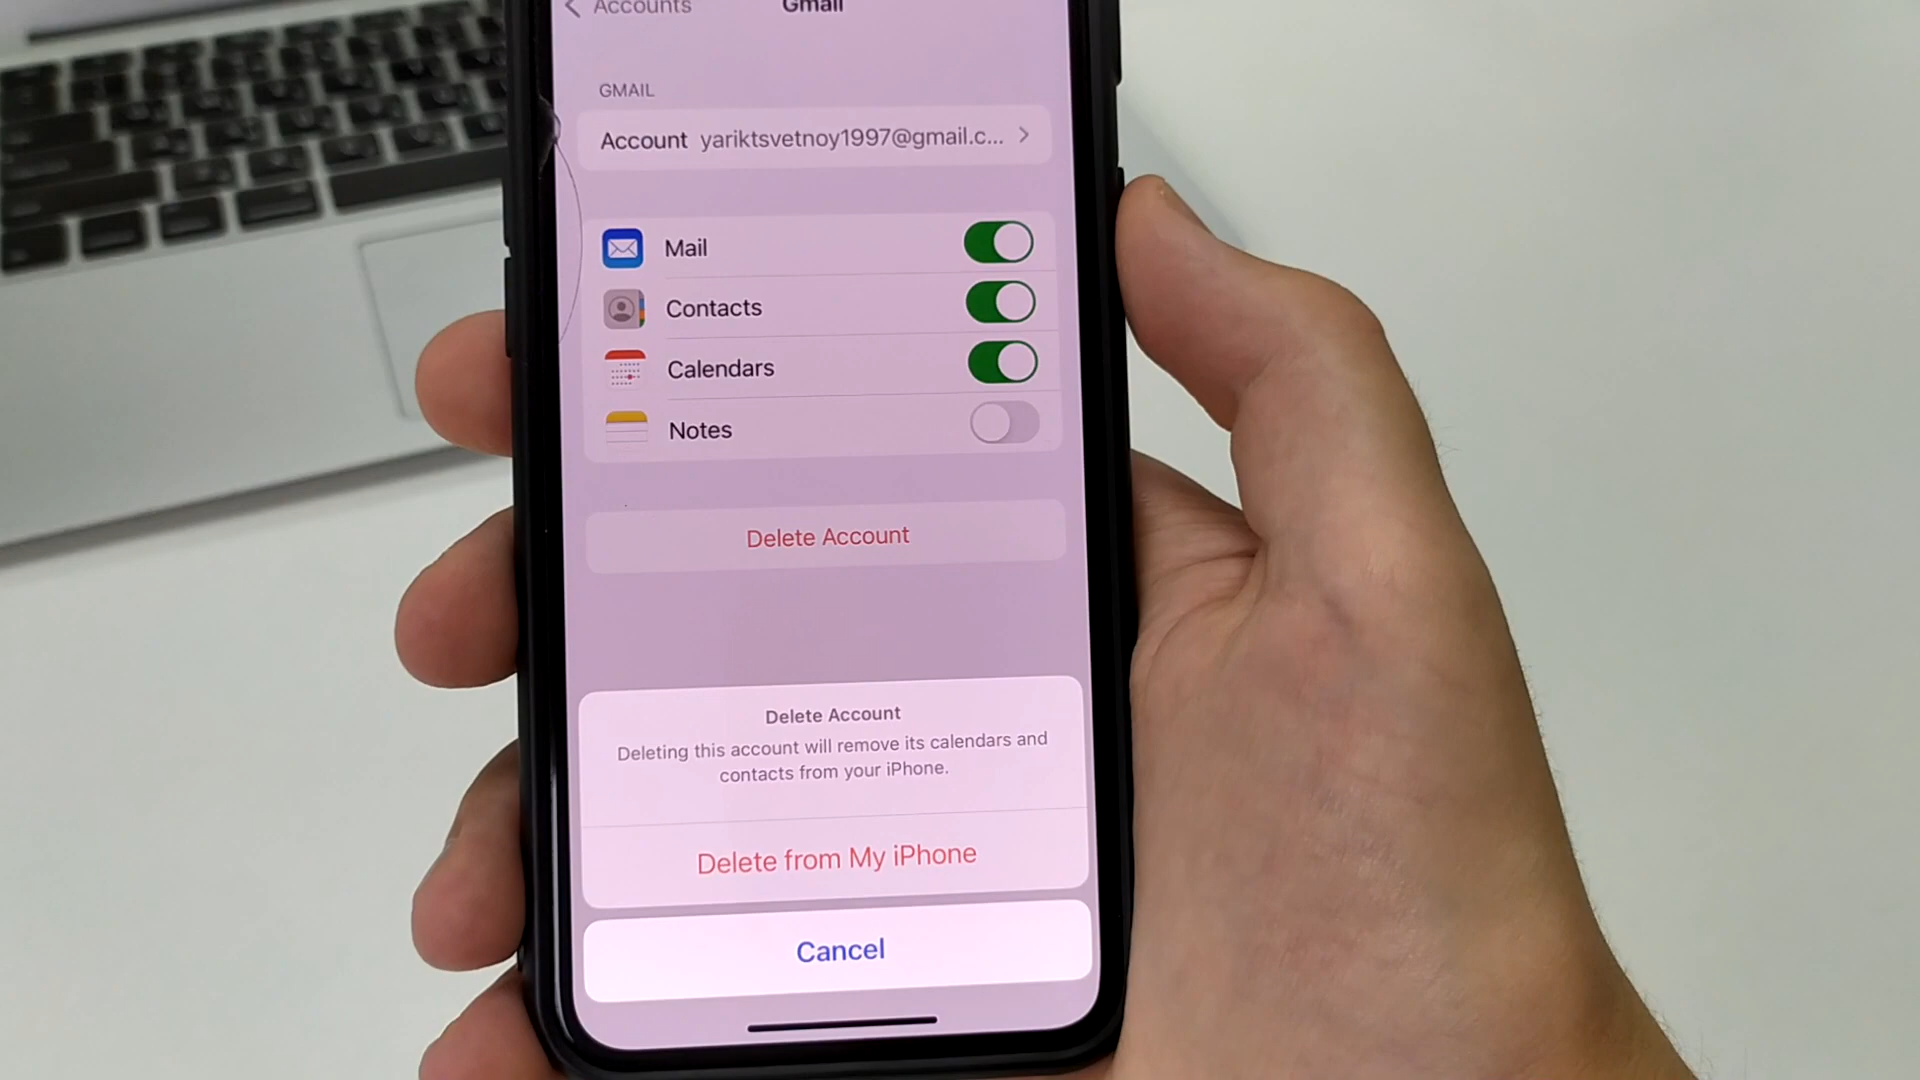 Accounts Gmail
GMAIL
Account yariktsvetnoy1997@gmail.c...
Mail
Contacts
Calendars
Notes
Delete Account
Delete Account
Deleting this account will remove its calendars and
contacts from your iPhone.
Delete from My iPhone
Cancel